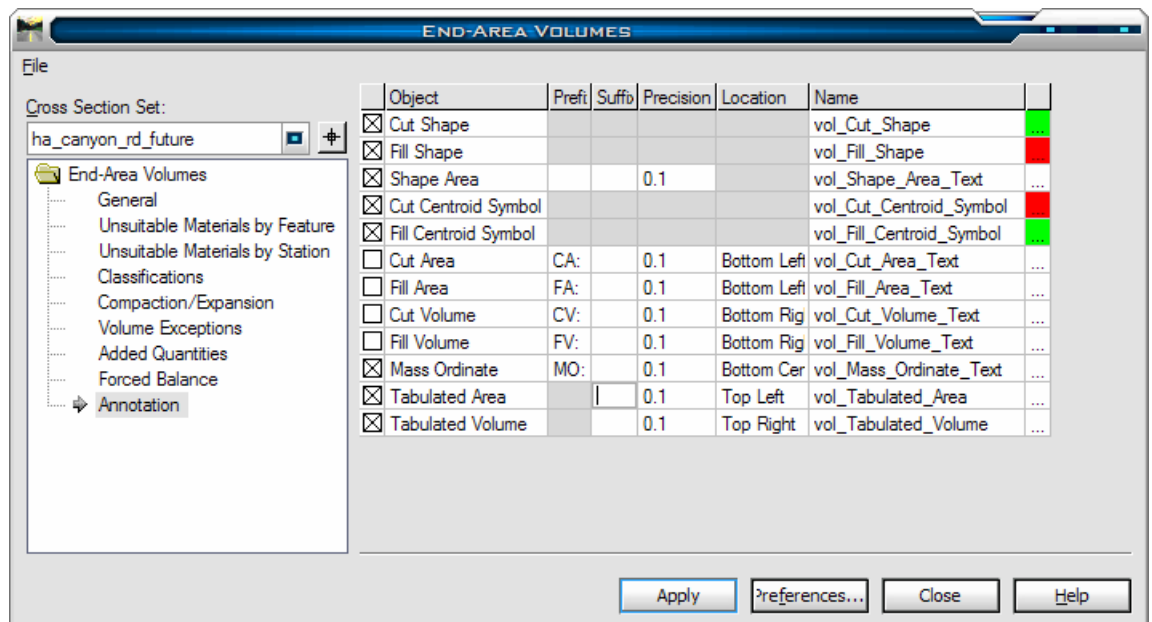 END-AREA VOLUMES
File
Cross Section Set:
ha_canyon_rd_future
End-Area Volumes
General
Unsuitable Materials by Feature
Unsuitable Materials by Station
Classifications
Compaction/Expansion
Volume Exceptions
Added Quantities
Forced Balance
Annotation
Object Prefi Suffix Precision Location Name
Cut Shape vol_Cut_Shape ...
Fill Shape vol_Fill_Shape ...
Shape Area 0.1 vol_Shape_Area_Text ...
Cut Centroid Symbol vol_Cut_Centroid_Symbol ...
Fill Centroid Symbol vol_Fill_Centroid_Symbol ...
Cut Area CA: 0.1 Bottom Left vol_Cut_Area_Text ...
Fill Area FA: 0.1 Bottom Left vol_Fill_Area_Text ...
Cut Volume CV: 0.1 Bottom Rig vol_Cut_Volume_Text ...
Fill Volume FV: 0.1 Bottom Rig vol_Fill_Volume_Text ...
Mass Ordinate MO: 0.1 Bottom Cer vol_Mass_Ordinate_Text ...
Tabulated Area 0.1 Top Left vol_Tabulated_Area ...
Tabulated Volume 0.1 Top Right vol_Tabulated_Volume ...
Apply Preferences... Close Help